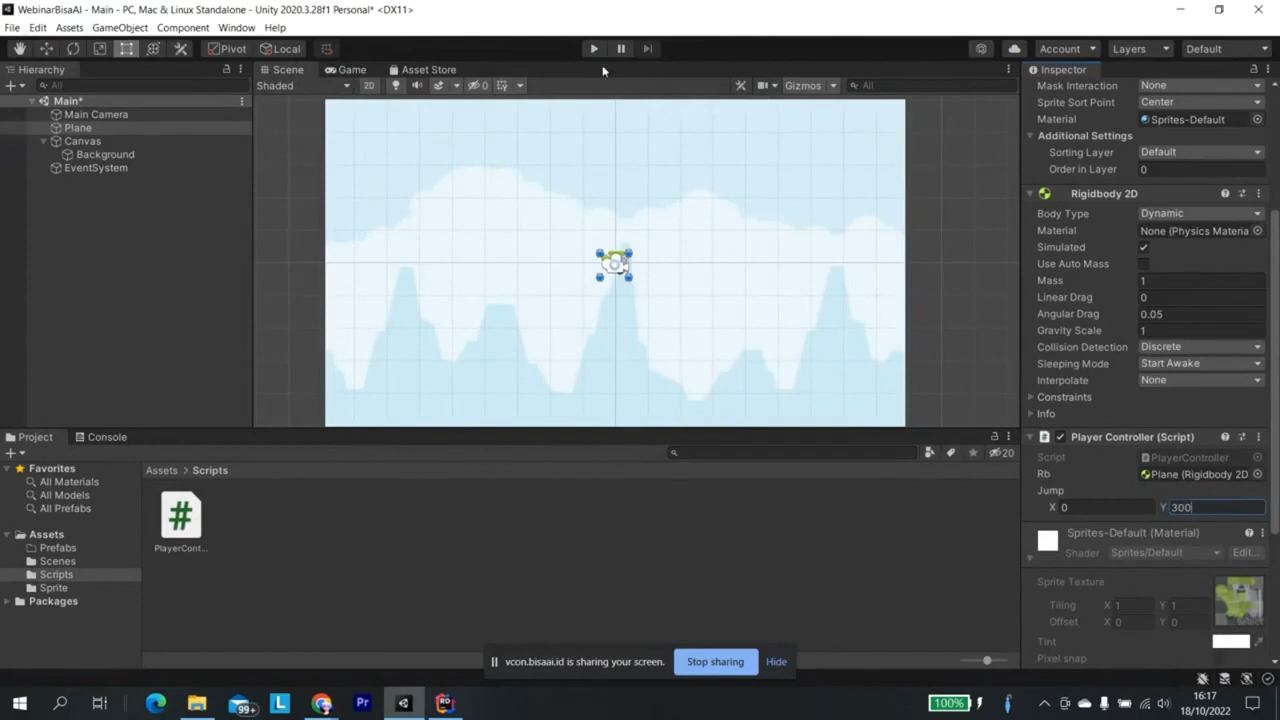 WebinarBisaAI - Main - PC, Mac & Linux Standalone - Unity 2020.3.28f1 Personal* <DX11>
File Edit Assets GameObject Component Window Help
Pivot Local Account Layers Default
Hierarchy Scene Game Asset Store Inspector
All Shaded 2D 0 Gizmos All Mask Interaction None
Main* Sprite Sort Point Center
Main Camera Material Sprites-Default
Plane Additional Settings
Canvas Sorting Layer Default
Background Order in Layer 0
EventSystem
Rigidbody 2D
Body Type Dynamic
Material None (Physics Materia
Simulated
Use Auto Mass
Mass 1
Linear Drag 0
Angular Drag 0.05
Gravity Scale 1
Collision Detection Discrete
Sleeping Mode Start Awake
Interpolate None
Constraints
Info
Project Console Player Controller (Script)
20
Favorites Assets > Scripts Script PlayerController
All Materials Rb Plane (Rigidbody 2D
All Models Jump
All Prefabs X 0 Y 300
Assets Sprites-Default (Material)
Prefabs PlayerCont... Shader Sprites/Default Edit...
Scenes
Scripts Sprite Texture
Sprite
Packages Tiling X 1 Y 1
Offset X 0 Y 0
Tint
Pixel snap
vcon.bisaai.id is sharing your screen. Stop sharing Hide
99+ L Pr RD 100% 16:17
18/10/2022